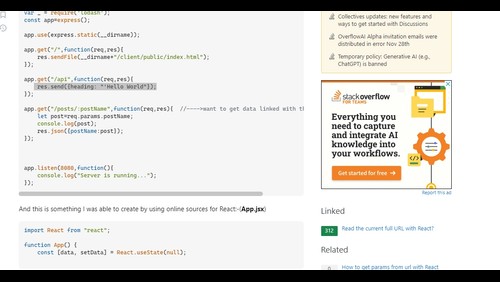 var _ = require('lodash');
const app=express();
app.use(express.static(__dirname));
app.get("/",function(req,res){
res.sendFile(__dirname+"/client/public/index.html");
});
app.get("/api",function(req,res){
res.send({heading: "'Hello World"});
});
app.get("/posts/:postName",function(req,res){ //---->want to get data linked with th
let post=req.params.postName;
console.log(post);
res.json({postName:post});
});
app.listen(8080,function(){
console.log("Server is running...");
});
And this is something I was able to create by using online sources for React:-(App.jsx)
import React from "react";
function App() {
const [data, setData] = React.useState(null);
Collectives updates: new features and
ways to get started with Discussions
OverflowAI Alpha invitation emails were
distributed in error Nov 28th
Temporary policy: Generative AI (e.g.,
ChatGPT) is banned
stackoverflow
FOR TEAMS
Everything you
need to capture
and integrate AI
knowledge into
your workflows.
Get started for free →
Report this ad
Linked
312 Read the current full URL with React?
Related
0 How to get params from url with React